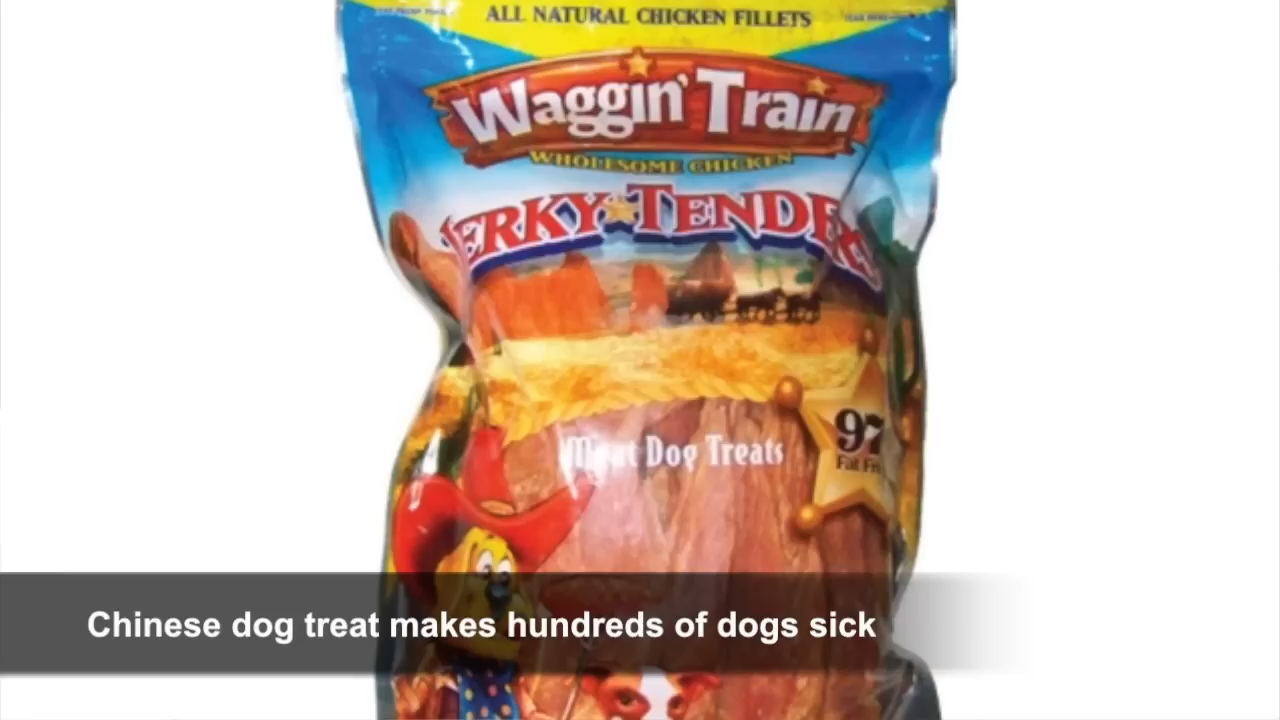 ALL NATURAL CHICKEN FILLETS
Waggin' Train
WHOLESOME CHICKEN
JERKY TENDERS
Meat Dog Treats
97
Fat
Chinese dog treat makes hundreds of dogs sick